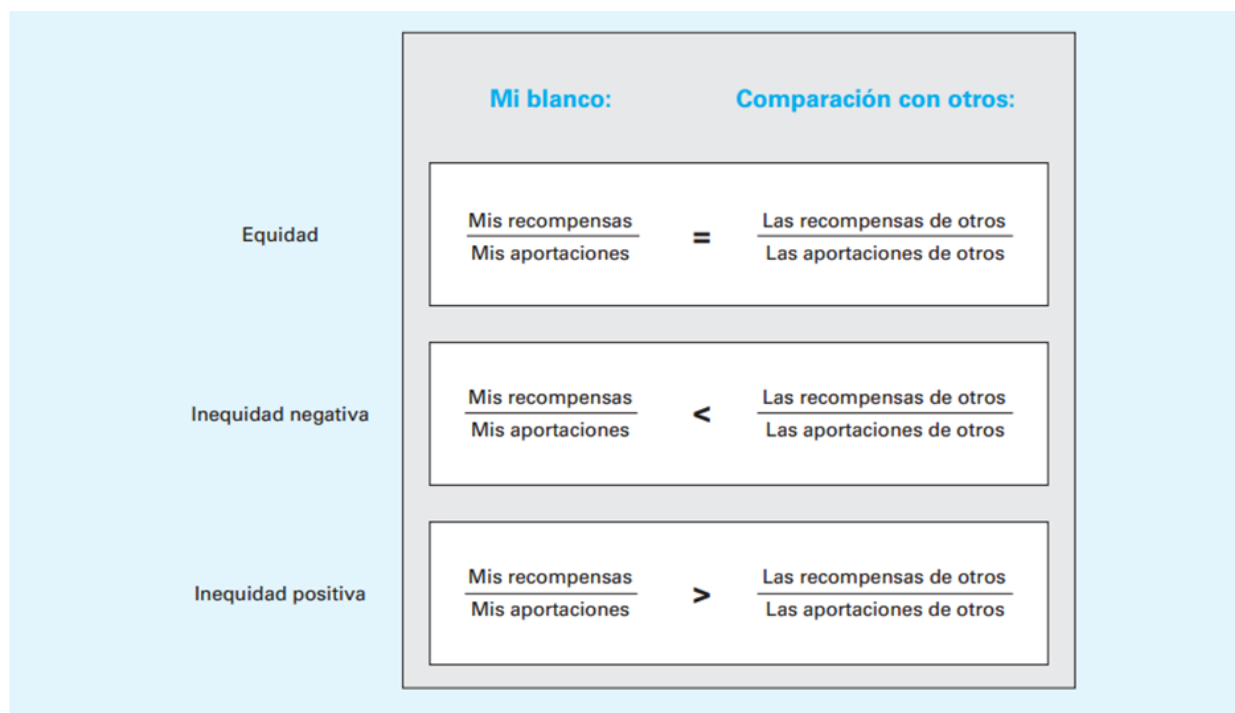 Mi blanco: Comparación con otros:
Equidad
Mis recompensas
Mis aportaciones
=
Las recompensas de otros
Las aportaciones de otros
Inequidad negativa
Mis recompensas
Mis aportaciones
<
Las recompensas de otros
Las aportaciones de otros
Inequidad positiva
Mis recompensas
Mis aportaciones
>
Las recompensas de otros
Las aportaciones de otros